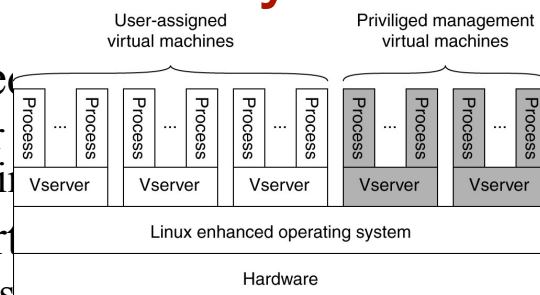 User-assigned
virtual machines
Priviliged management
virtual machines
Process ... Process Process ... Process Process ... Process Process ... Process Process ... Process
Vserver Vserver Vserver Vserver Vserver
Linux enhanced operating system
Hardware